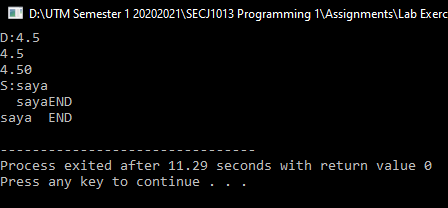 D:\UTM Semester 1 20202021\SECJ1013 Programming 1\Assignments\Lab Exerc
D:4.5
4.5
4.50
S:saya
  sayaEND
saya  END
--------------------------------
Process exited after 11.29 seconds with return value 0
Press any key to continue . . .